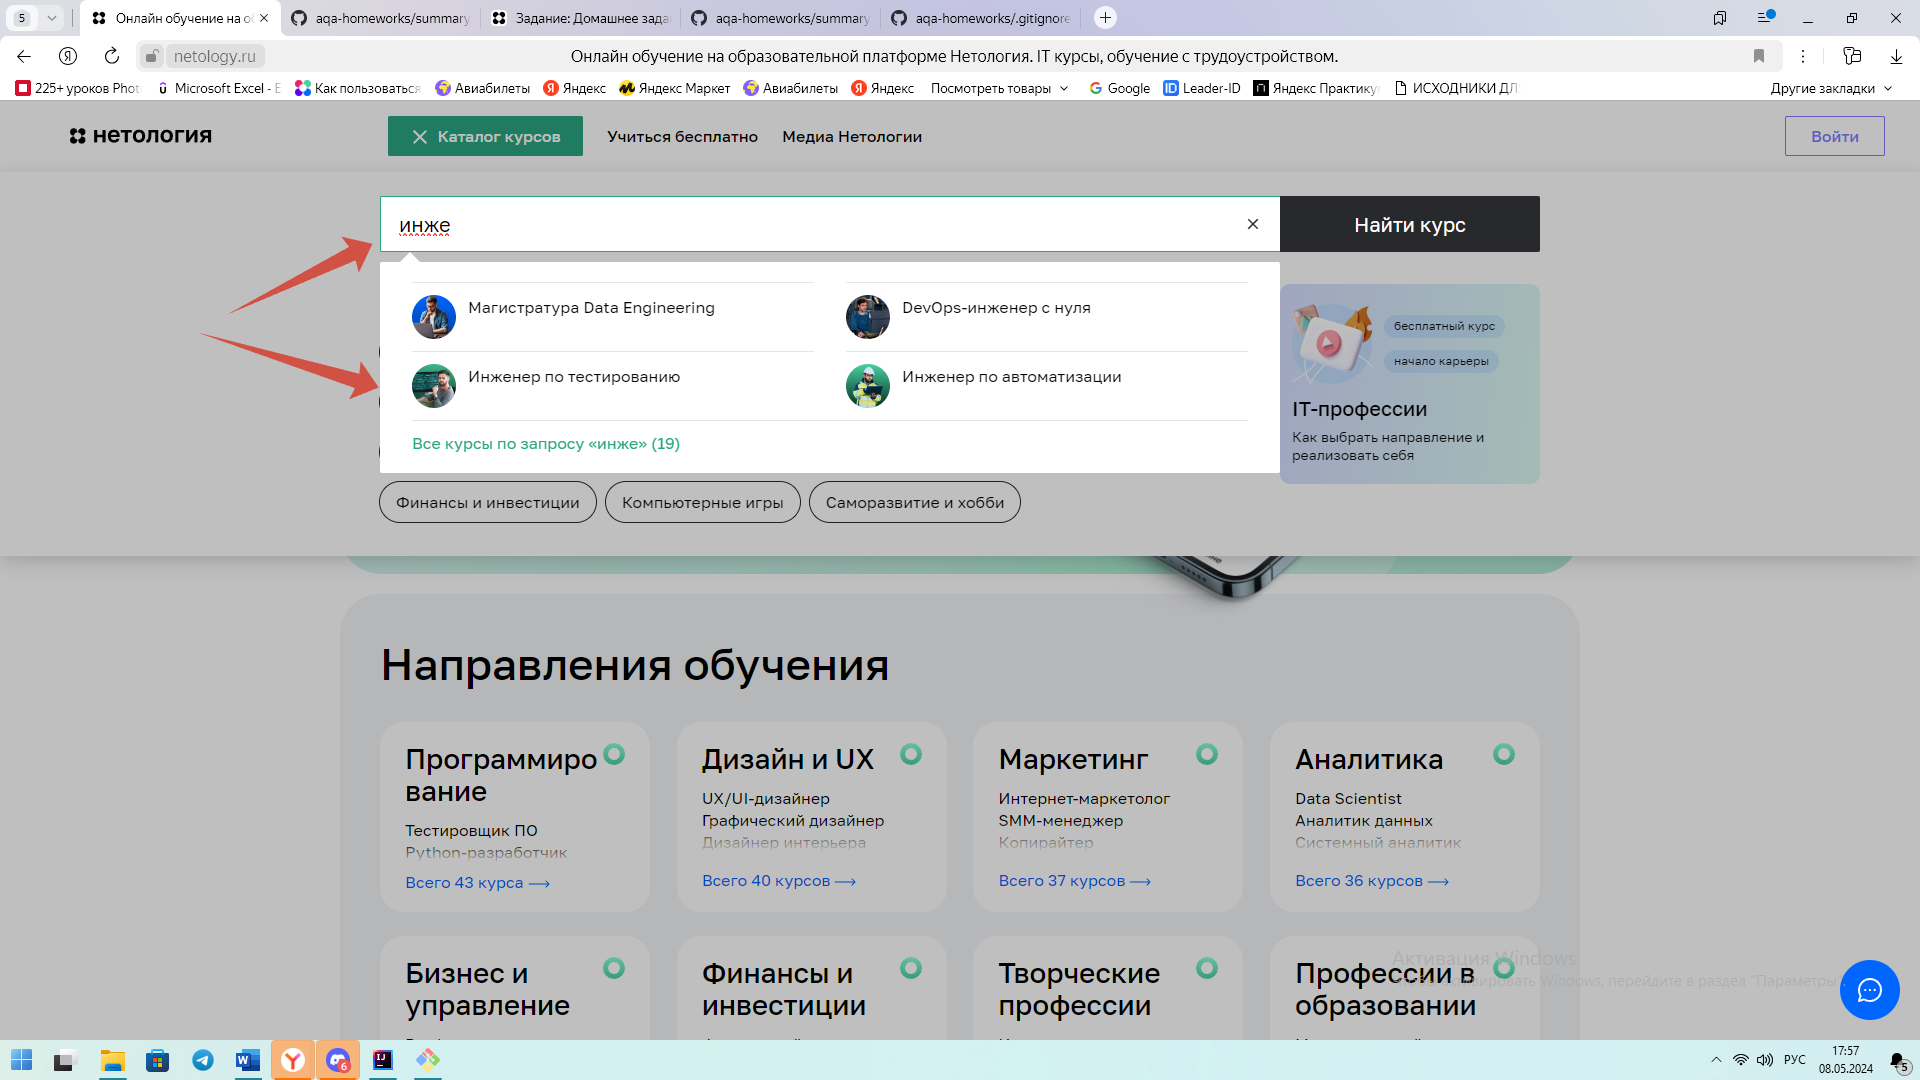 5
Онлайн обучение на о
aqa-homeworks/summary
Задание: Домашнее зада
aqa-homeworks/summary
aqa-homeworks/.gitignore
netology.ru
Онлайн обучение на образовательной платформе Нетология. IT курсы, обучение с трудоустройством.
225+ уроков Phot
Microsoft Excel - E
Как пользоваться
Авиабилеты
Яндекс
Яндекс Маркет
Авиабилеты
Яндекс
Посмотреть товары
Google
Leader-ID
Яндекс Практику
ИСХОДНИКИ ДЛ
Другие закладки
нетология
Каталог курсов
Учиться бесплатно
Медиа Нетологии
Войти
инже
Найти курс
Магистратура Data Engineering
DevOps-инженер с нуля
Инженер по тестированию
Инженер по автоматизации
Все курсы по запросу «инже» (19)
бесплатный курс
начало карьеры
IT-профессии
Как выбрать направление и
реализовать себя
Финансы и инвестиции
Компьютерные игры
Саморазвитие и хобби
Направления обучения
Программиро
вание
Тестировщик ПО
Python-разработчик
Всего 43 курса
Дизайн и UX
UX/UI-дизайнер
Графический дизайнер
Дизайнер интерьера
Всего 40 курсов
Маркетинг
Интернет-маркетолог
SMM-менеджер
Копирайтер
Всего 37 курсов
Аналитика
Data Scientist
Аналитик данных
Системный аналитик
Всего 36 курсов
Бизнес и
управление
Финансы и
инвестиции
Творческие
профессии
Профессии в
образовании
Активация Windows
Чтобы активировать Windows, перейдите в раздел "Параметры".
6
РУС
17:57
08.05.2024
5